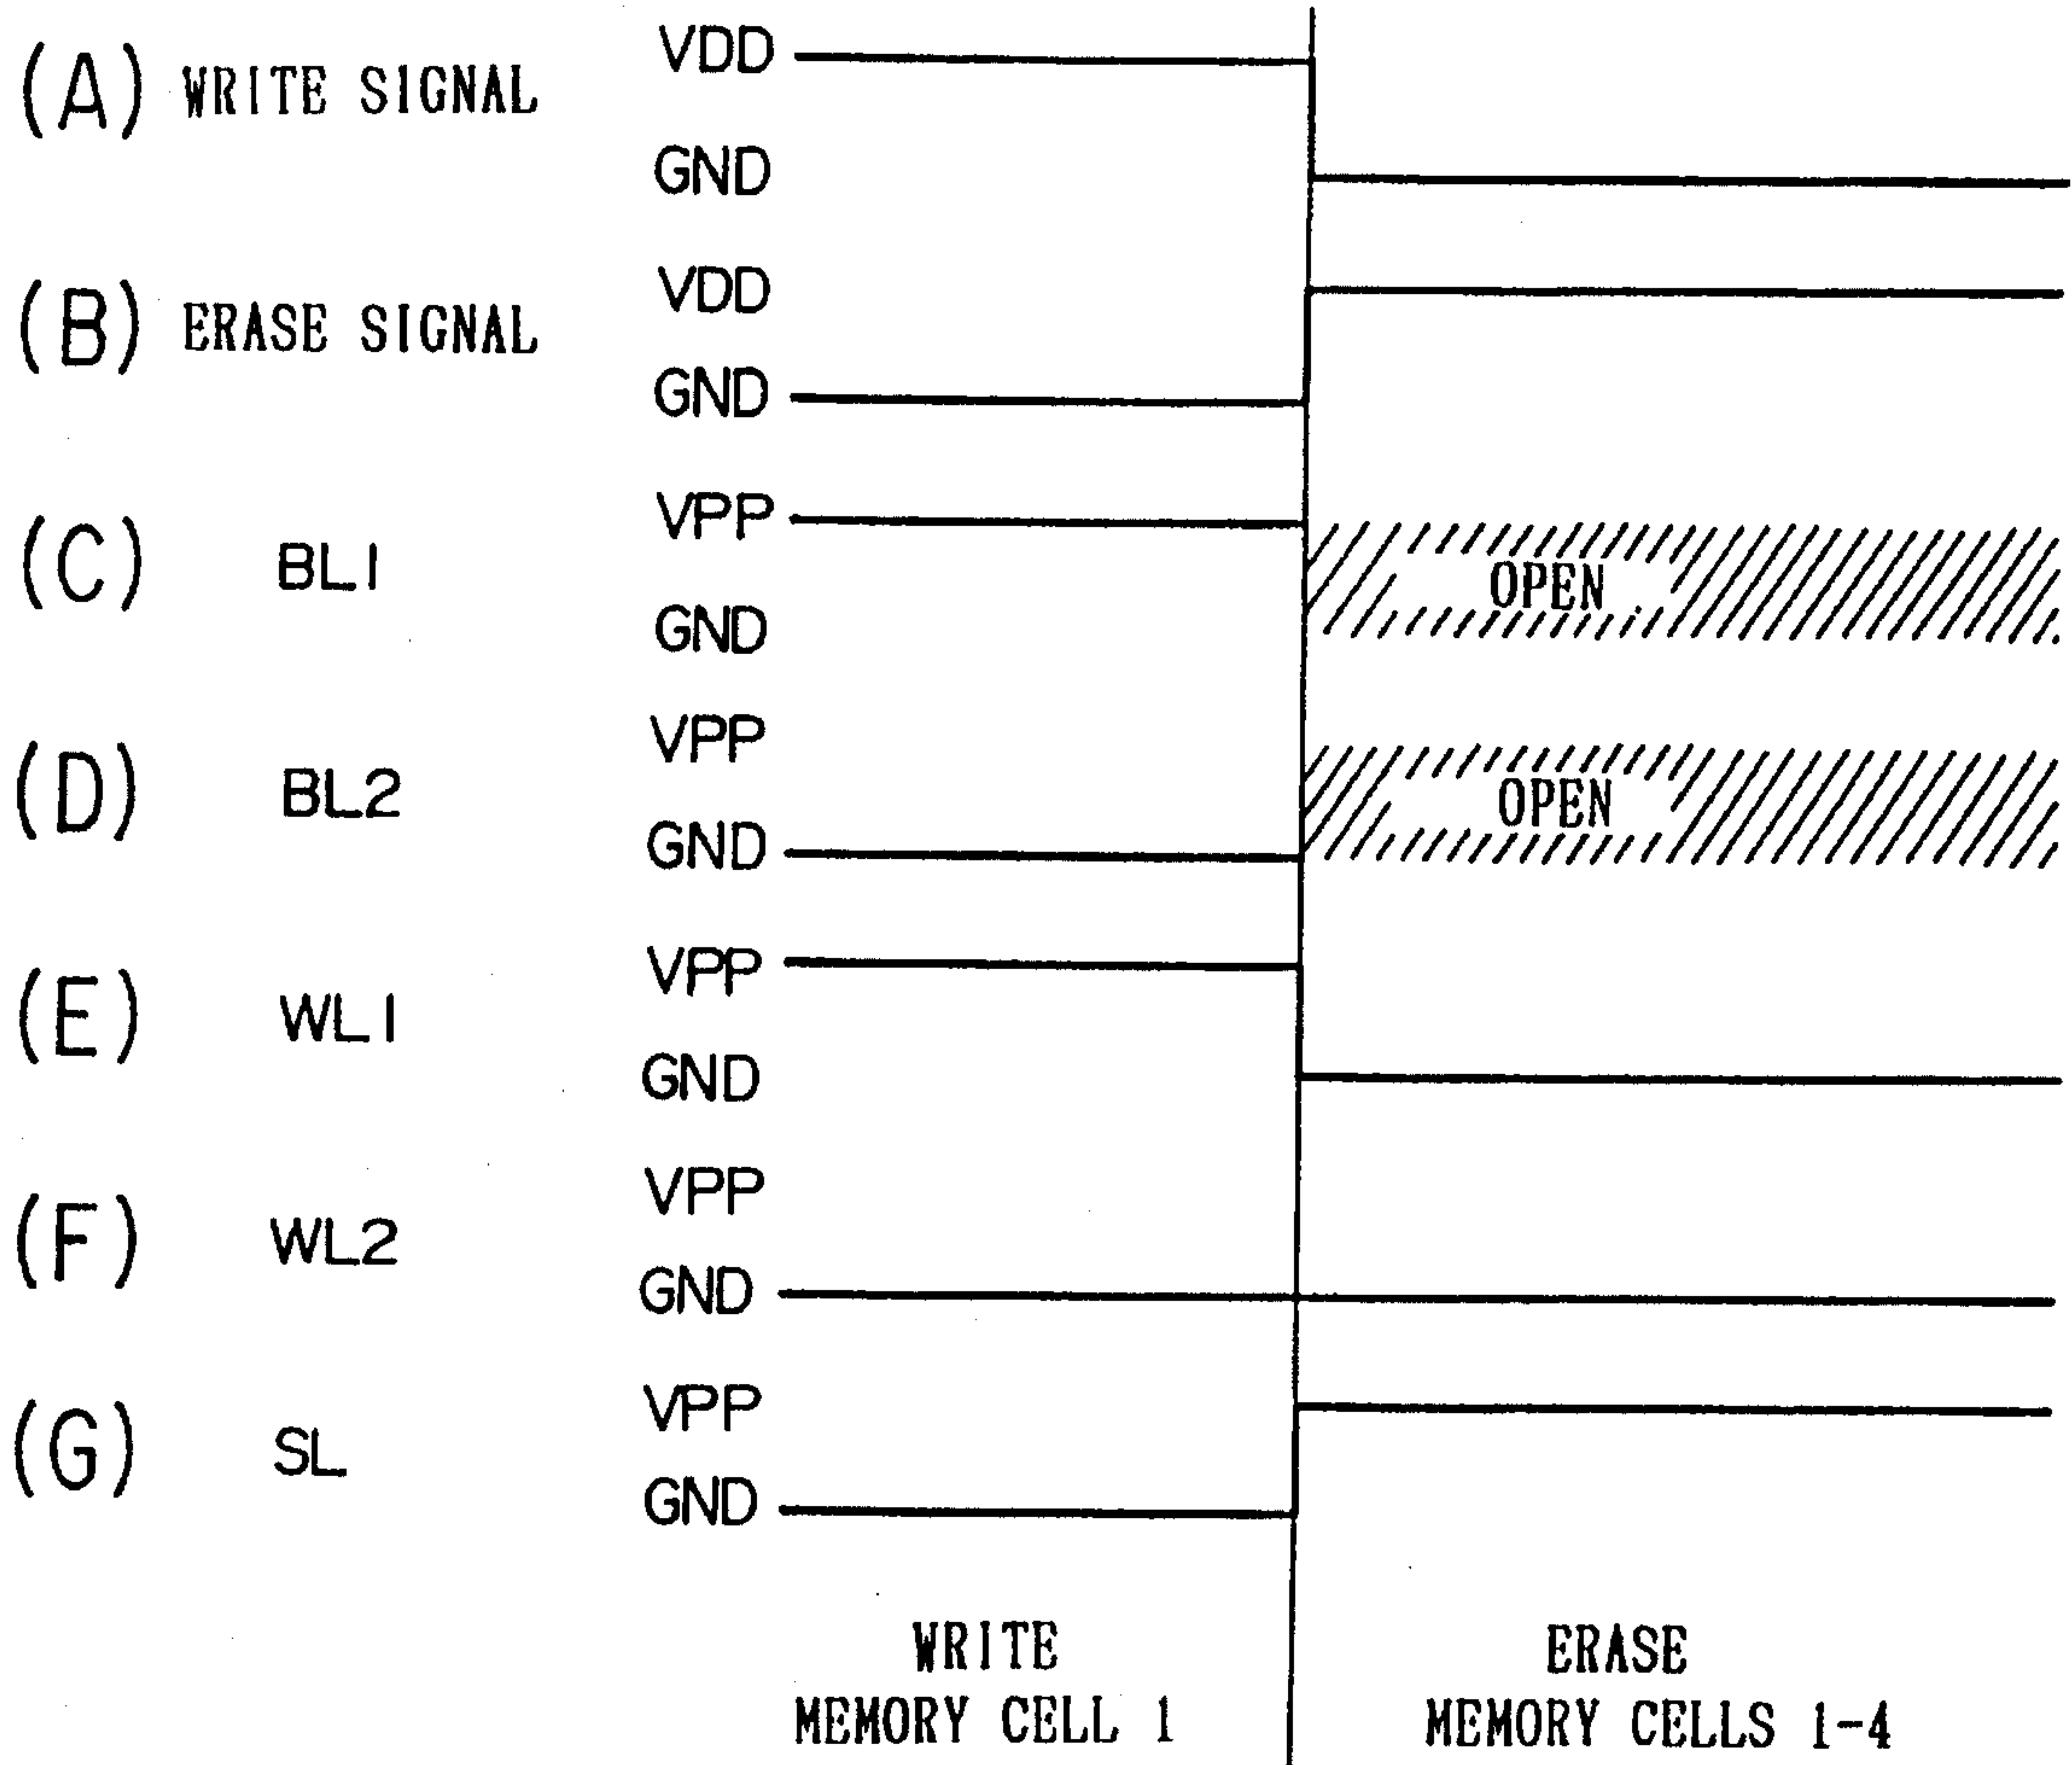 (A) WRITE SIGNAL VDD
GND
(B) ERASE SIGNAL VDD
GND
(C) BL1 VPP
OPEN
GND
(D) BL2 VPP
OPEN
GND
(E) WL1 VPP
GND
(F) WL2 VPP
GND
(G) SL VPP
GND
WRITE
MEMORY CELL 1
ERASE
MEMORY CELLS 1-4